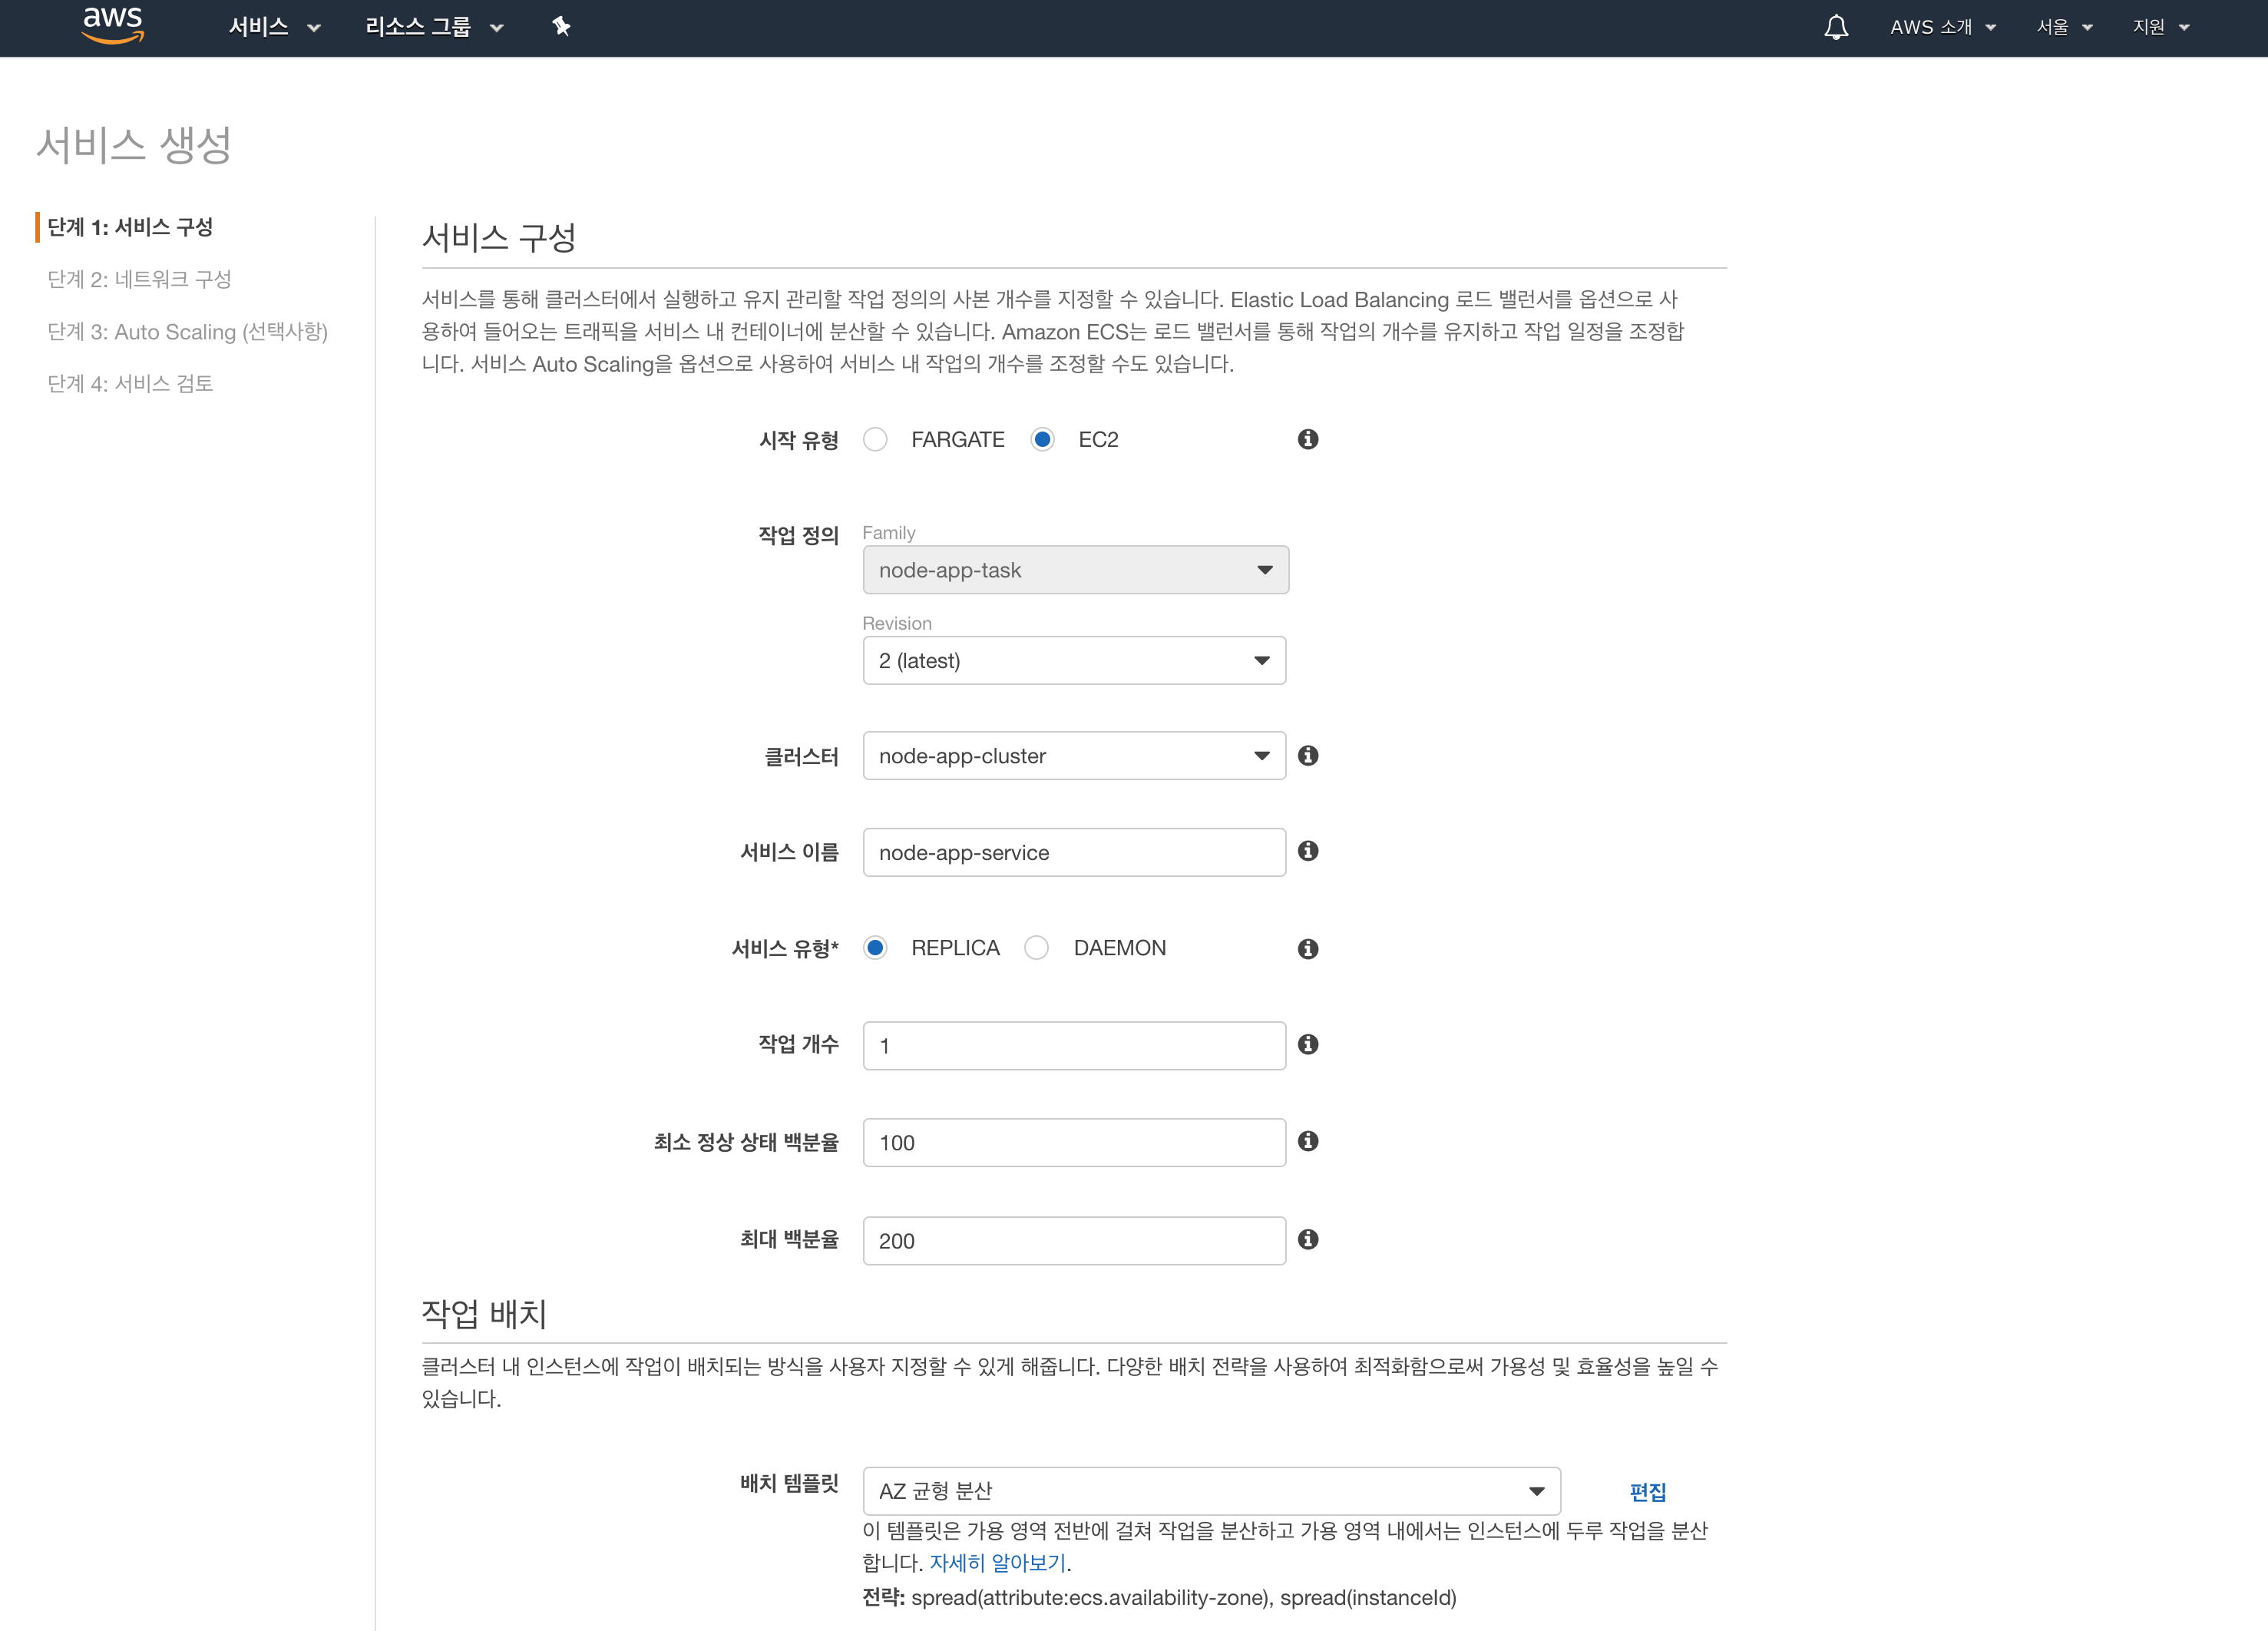 aws 서비스 리소스 그룹 AWS 소개 서울 지원
서비스 생성
단계 1: 서비스 구성
단계 2: 네트워크 구성
단계 3: Auto Scaling (선택사항)
단계 4: 서비스 검토
서비스 구성
서비스를 통해 클러스터에서 실행하고 유지 관리할 작업 정의의 사본 개수를 지정할 수 있습니다. Elastic Load Balancing 로드 밸런서를 옵션으로 사
용하여 들어오는 트래픽을 서비스 내 컨테이너에 분산할 수 있습니다. Amazon ECS는 로드 밸런서를 통해 작업의 개수를 유지하고 작업 일정을 조정합
니다. 서비스 Auto Scaling을 옵션으로 사용하여 서비스 내 작업의 개수를 조정할 수도 있습니다.
시작 유형 FARGATE EC2
작업 정의 Family
node-app-task
Revision
2 (latest)
클러스터 node-app-cluster
서비스 이름 node-app-service
서비스 유형* REPLICA DAEMON
작업 개수 1
최소 정상 상태 백분율 100
최대 백분율 200
작업 배치
클러스터 내 인스턴스에 작업이 배치되는 방식을 사용자 지정할 수 있게 해줍니다. 다양한 배치 전략을 사용하여 최적화함으로써 가용성 및 효율성을 높일 수
있습니다.
배치 템플릿 AZ 균형 분산 편집
이 템플릿은 가용 영역 전반에 걸쳐 작업을 분산하고 가용 영역 내에서는 인스턴스에 두루 작업을 분산
합니다. 자세히 알아보기.
전략: spread(attribute:ecs.availability-zone), spread(instanceId)